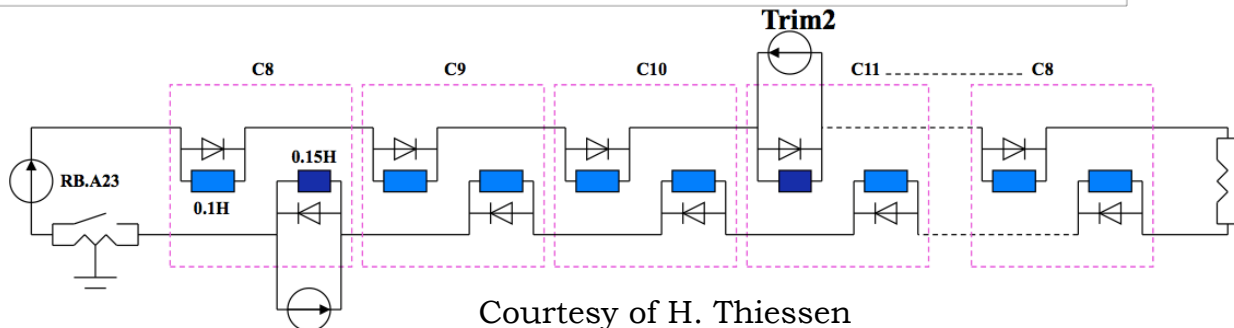 Trim2
C8
C9
C10
C11
C8
0.15H
RB.A23
0.1H
Courtesy of H. Thiessen